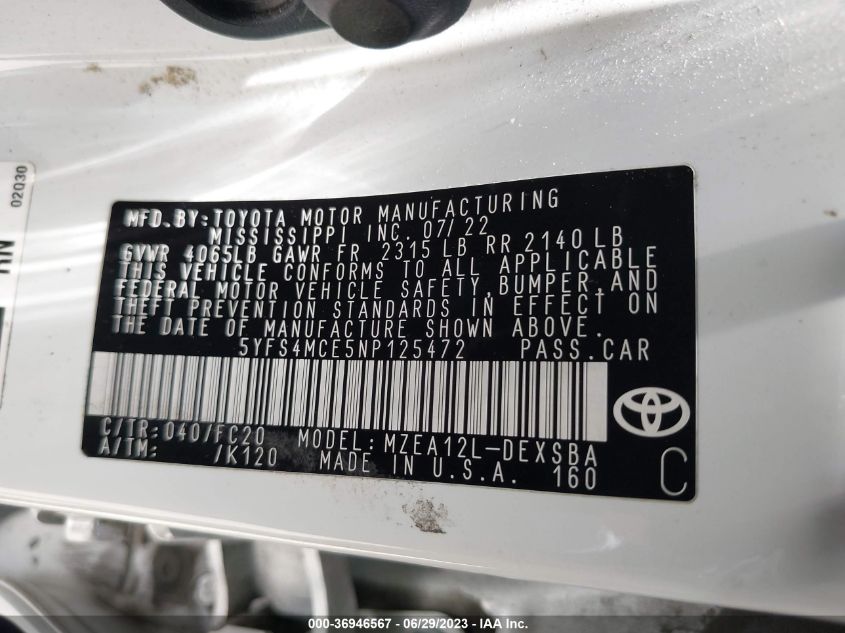 02Q30
MFD.BY:TOYOTA MOTOR MANUFACTURING
MISSISSIPPI INC. 07/22
GVWR 4065LB GAWR FR 2315 LB RR 2140 LB
THIS VEHICLE CONFORMS TO ALL APPLICABLE
FEDERAL MOTOR VEHICLE SAFETY,BUMPER,AND
THEFT PREVENTION STANDARDS IN EFFECT ON
THE DATE OF MANUFACTURE SHOWN ABOVE.
5YFS4MCE5NP125472 PASS.CAR
C/TR:040/FC20 MODEL:MZEA12L-DEXSBA
A/TM: /K120 MADE IN U.S.A. 160
C
000-36946567 - 06/29/2023 - IAA Inc.